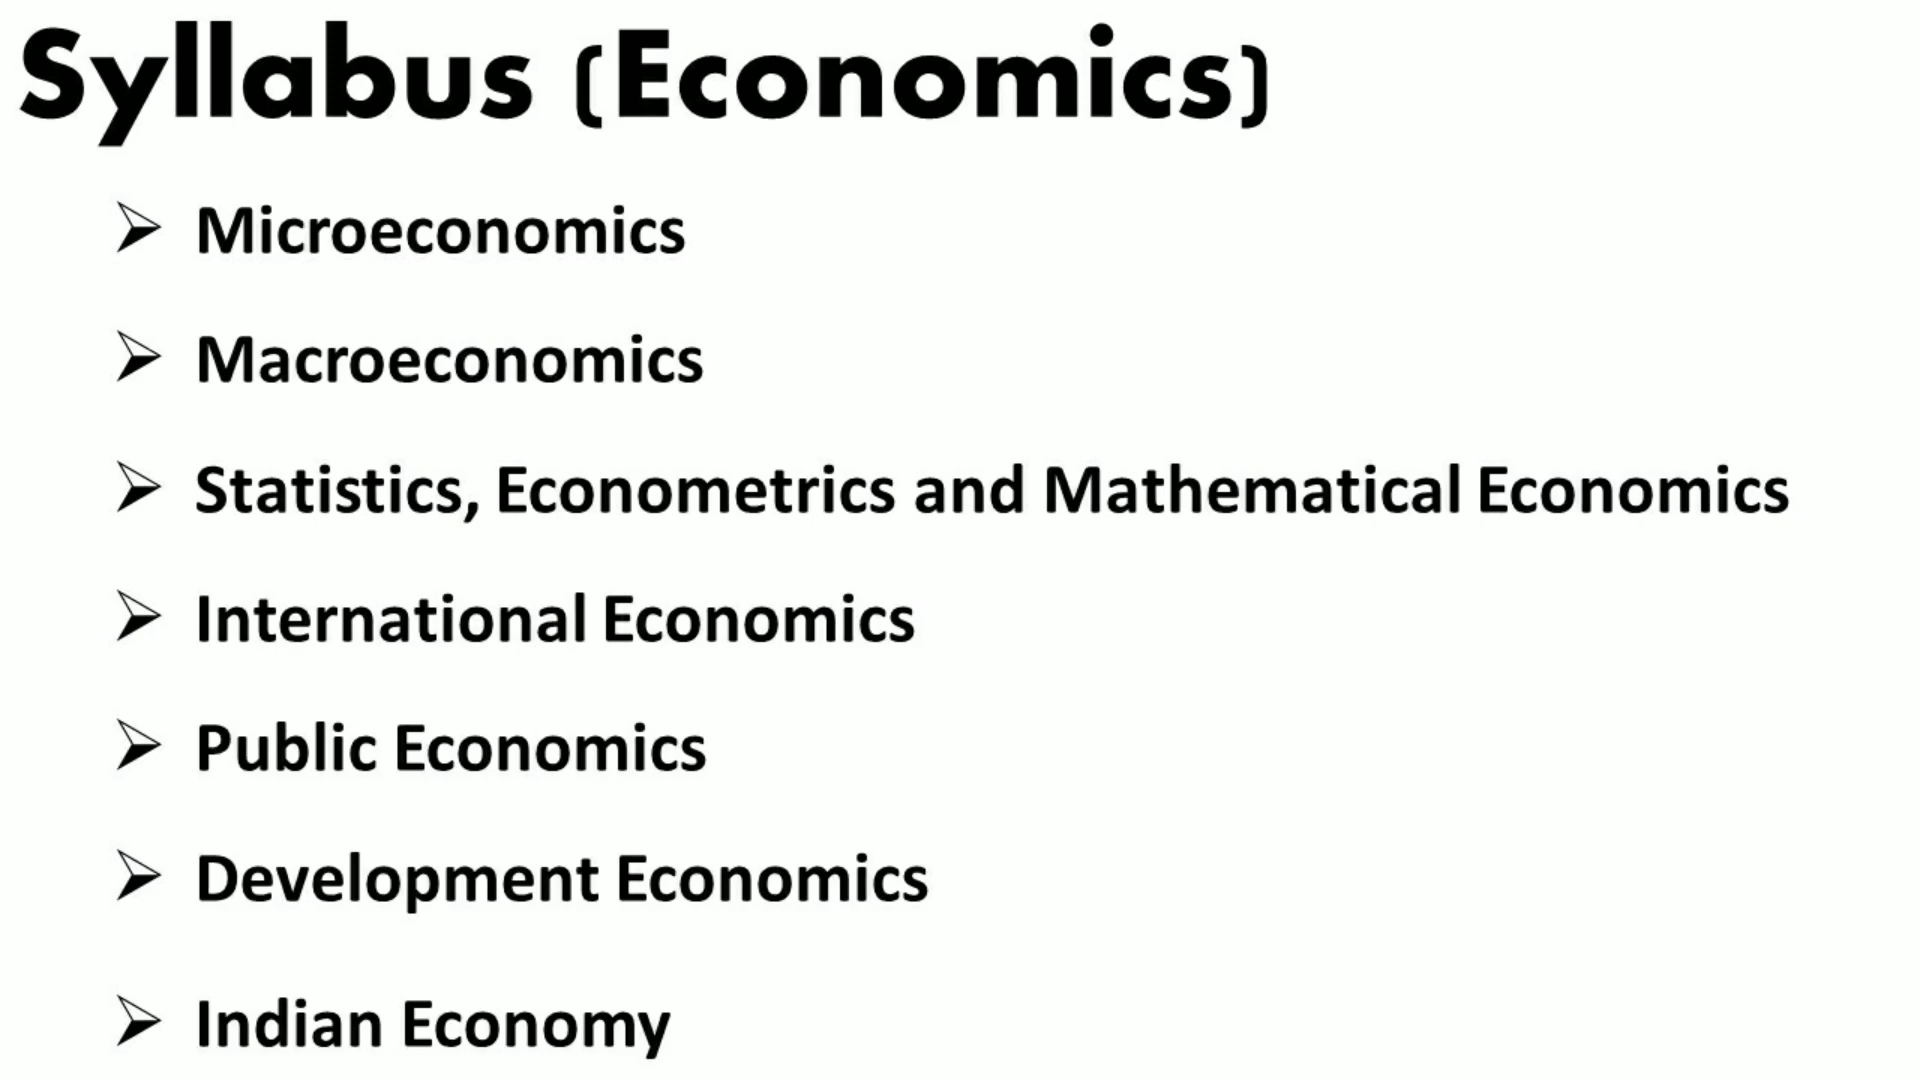 Syllabus (Economics)
➢ Microeconomics
➢ Macroeconomics
➢ Statistics, Econometrics and Mathematical Economics
➢ International Economics
➢ Public Economics
➢ Development Economics
➢ Indian Economy